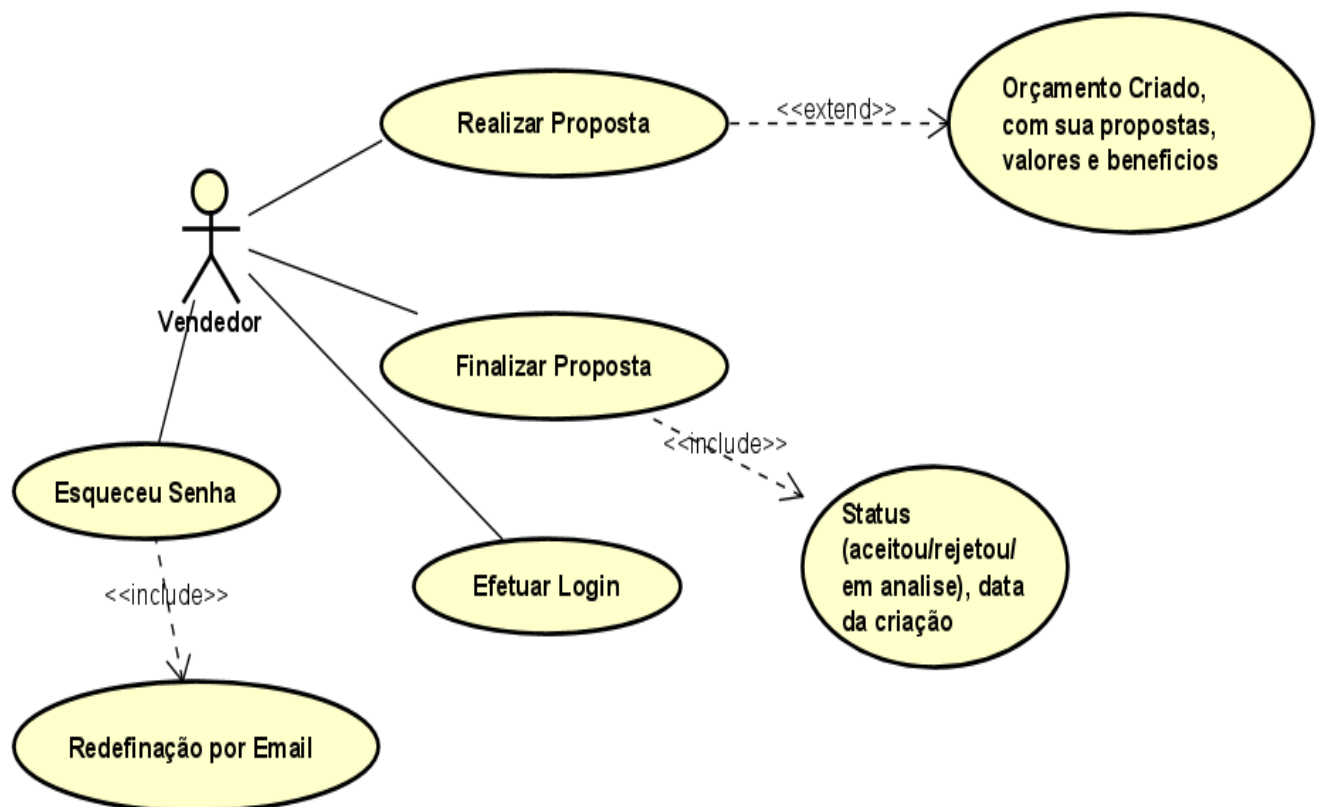 Realizar Proposta
<<extend>>
Orçamento Criado,
com sua propostas,
valores e beneficios
Vendedor
Finalizar Proposta
<<include>>
Status
(aceitou/rejetou/
em analise), data
da criação
Esqueceu Senha
<<include>>
Efetuar Login
Redefinação por Email